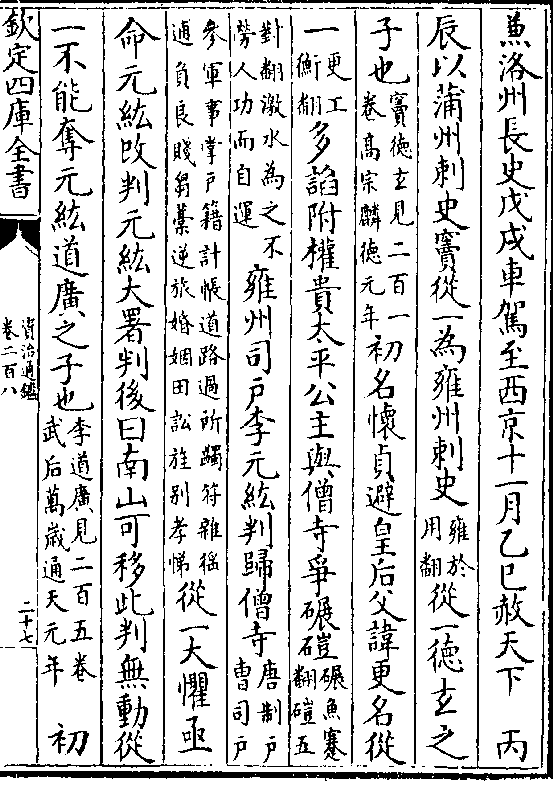 兼洛州長史戊戌車駕至西京十一月乙巳赦天下　丙
辰以蒲州刺史竇從一為雍州刺史雍於用翻從一德玄之
子也竇德玄見二百一卷高宗麟德元年初名懷貞避皇后父諱更名從
一更工衡翻多諂附權貴太平公主與僧寺爭碾磑碾魚蹇翻磑五
對翻激水為之不勞人功而自運雍州司戶李元紘判歸僧寺唐制戶曹司戶
參軍事掌戶籍計帳道路過所蠲符雜徭逋負良賤芻藁逆旅婚姻田訟旌别孝悌從一大懼亟
命元紘改判元紘大署判後曰南山可移此判無動從
一不能奪元紘道廣之子也李道廣見二百五卷武后萬歲通天元年　初
欽定四庫全書
資治通鑑
卷二百八
二十七